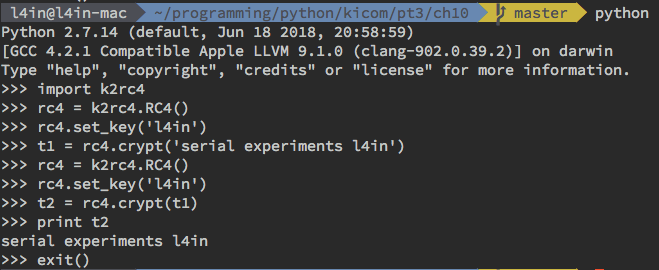 l4in@l4in-mac ~/programming/python/kicom/pt3/ch10 master python
Python 2.7.14 (default, Jun 18 2018, 20:58:59)
[GCC 4.2.1 Compatible Apple LLVM 9.1.0 (clang-902.0.39.2)] on darwin
Type "help", "copyright", "credits" or "license" for more information.
>>> import k2rc4
>>> rc4 = k2rc4.RC4()
>>> rc4.set_key('l4in')
>>> t1 = rc4.crypt('serial experiments l4in')
>>> rc4 = k2rc4.RC4()
>>> rc4.set_key('l4in')
>>> t2 = rc4.crypt(t1)
>>> print t2
serial experiments l4in
>>> exit()